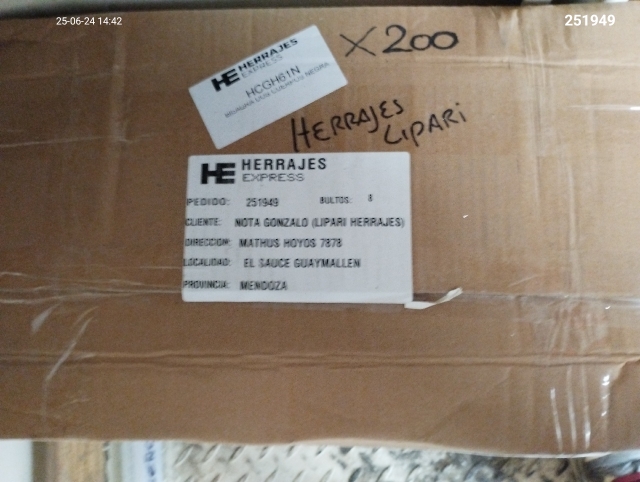 25-06-24 14:42
251949
X200
HE HERRAJES
EXPRESS
HCGH61N
NEGRA
HERRAJES
LIPARI
HE HERRAJES
EXPRESS
PEDIDO: 251949 BULTOS: 8
CLIENTE: NOTA GONZALO (LIPARI HERRAJES)
DIRECCION: MATHUS HOYOS 7878
LOCALIDAD: EL SAUCE GUAYMALLEN
PROVINCIA: MENDOZA